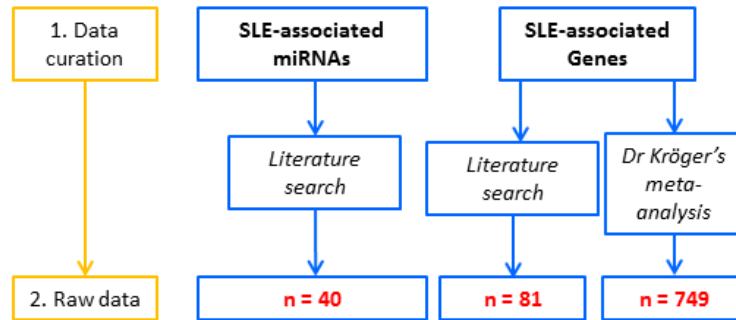 1. Data
curation
SLE-associated
miRNAs
SLE-associated
Genes
Literature
search
Literature
search
Dr Kröger's
meta-
analysis
2. Raw data
n = 40
n = 81
n = 749